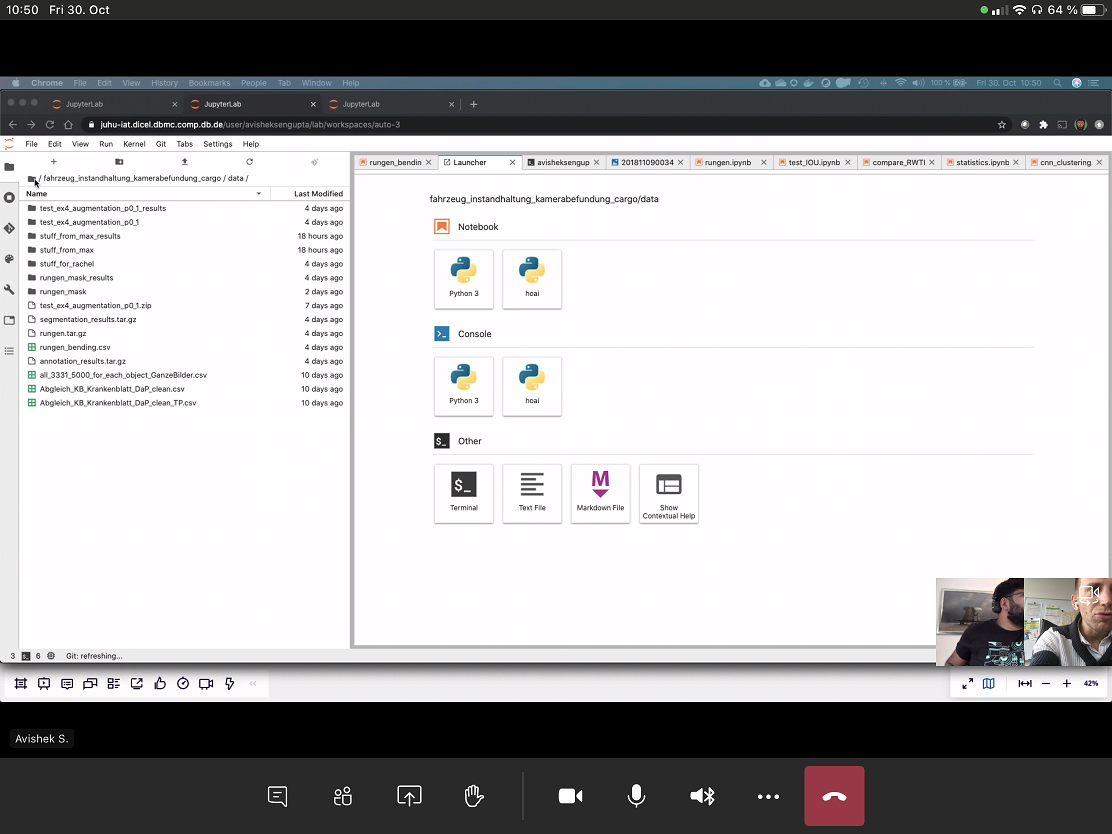 10:50 Fri 30. Oct
64 %
Chrome File Edit View History Bookmarks People Tab Window Help
100 % Fri 30. Oct 10:50
JupyterLab JupyterLab JupyterLab
juhu-iat.dicel.dbmc.comp.db.de/user/avisheksengupta/lab/workspaces/auto-3
File Edit View Run Kernel Git Tabs Settings Help
rungen_bendin Launcher avisheksengup 201811090034 rungen.ipynb test_IOU.ipynb compare_RWTI statistics.ipynb cnn_clustering.
/ fahrzeug_instandhaltung_kamerabefundung_cargo / data /
Name Last Modified
test_ex4_augmentation_p0_1_results 4 days ago
test_ex4_augmentation_p0_1 4 days ago
stuff_from_max_results 18 hours ago
stuff_from_max 18 hours ago
stuff_for_rachel 4 days ago
rungen_mask_results 4 days ago
rungen_mask 2 days ago
test_ex4_augmentation_p0_1.zip 7 days ago
segmentation_results.tar.gz 4 days ago
rungen.tar.gz 4 days ago
rungen_bending.csv 4 days ago
annotation_results.tar.gz 4 days ago
all_3331_5000_for_each_object_GanzeBilder.csv 10 days ago
Abgleich_KB_Krankenblatt_DaP_clean.csv 10 days ago
Abgleich_KB_Krankenblatt_DaP_clean_TP.csv 10 days ago
fahrzeug_instandhaltung_kamerabefundung_cargo/data
Notebook
Python 3 hoai
Console
Python 3 hoai
$_ Other
$_ M
Terminal Text File Markdown File Show
Contextual Help
3 6 Git: refreshing...
42%
Avishek S.